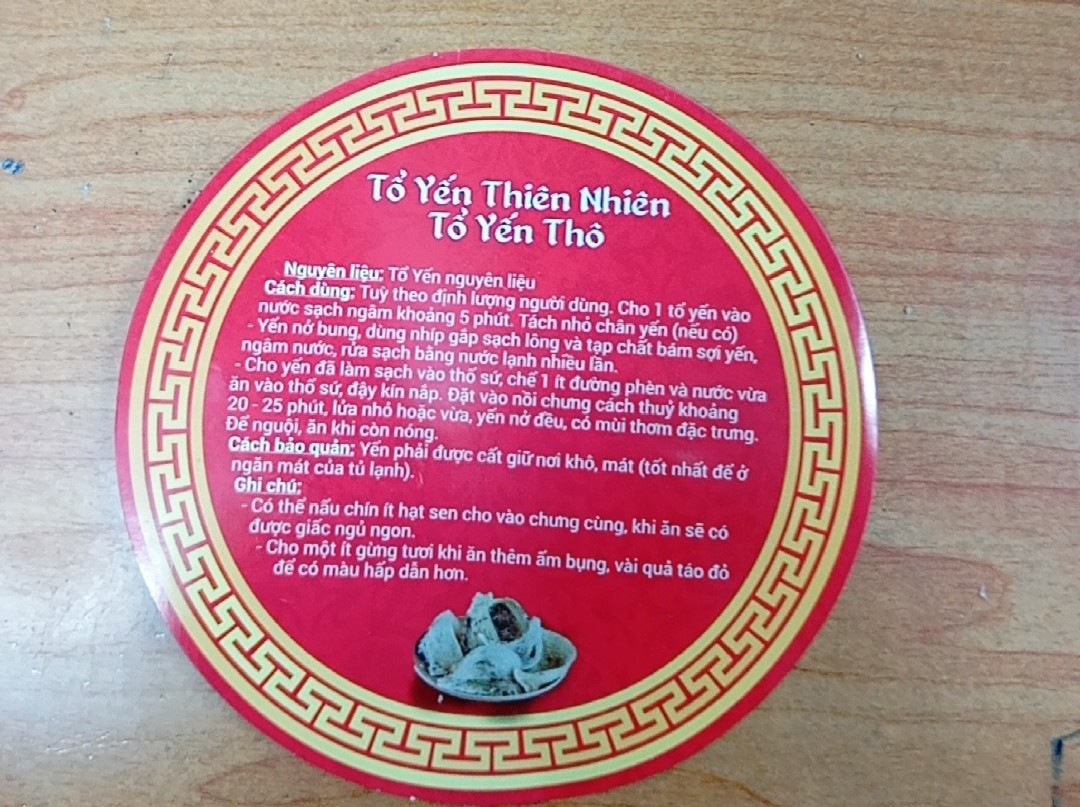 Tổ Yến Thiên Nhiên
Tổ Yến Thô
Nguyên liệu: Tổ Yến nguyên liệu
Cách dùng: Tuỳ theo định lượng người dùng. Cho 1 tổ yến vào
nước sạch ngâm khoảng 5 phút. Tách nhỏ chân yến (nếu có)
- Yến nở bung, dùng nhíp gắp sạch lông và tạp chất bám sợi yến,
ngâm nước, rửa sạch bằng nước lạnh nhiều lần.
- Cho yến đã làm sạch vào thố sứ, chế 1 ít đường phèn và nước vừa
ăn vào thố sứ, đậy kín nắp. Đặt vào nồi chưng cách thuỷ khoảng
20 - 25 phút, lửa nhỏ hoặc vừa, yến nở đều, có mùi thơm đặc trưng.
Để nguội, ăn khi còn nóng.
Cách bảo quản: Yến phải được cất giữ nơi khô, mát (tốt nhất để ở
ngăn mát của tủ lạnh).
Ghi chú:
- Có thể nấu chín ít hạt sen cho vào chưng cùng, khi ăn sẽ có
được giấc ngủ ngon.
- Cho một ít gừng tươi khi ăn thêm ấm bụng, vài quả táo đỏ
để có màu hấp dẫn hơn.